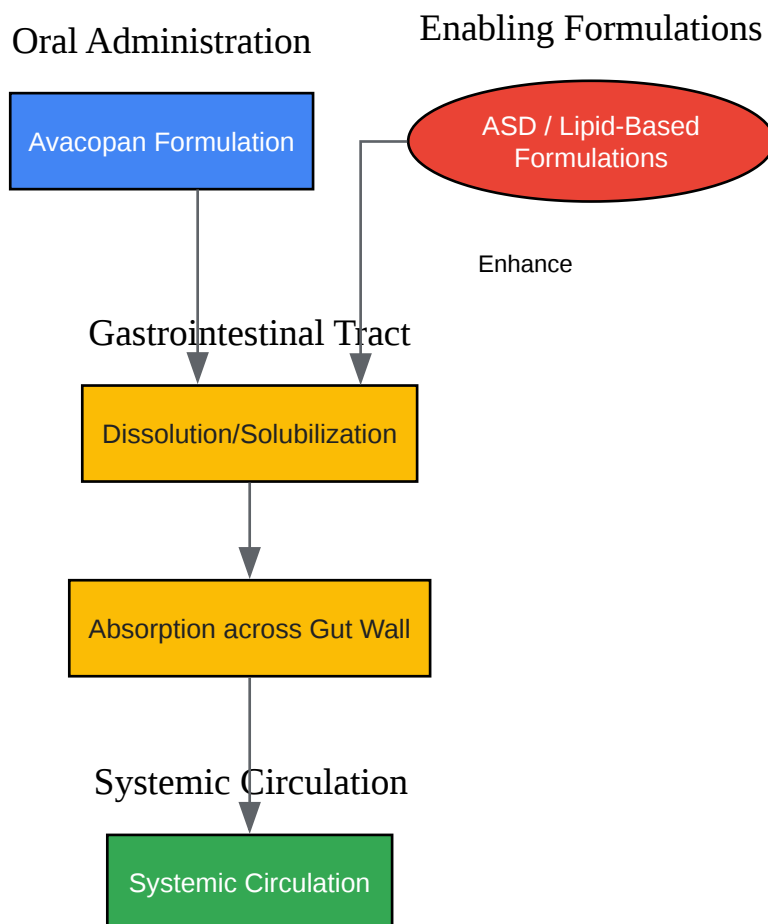 Oral Administration
Enabling Formulations
Avacopan Formulation
ASD / Lipid-Based
Formulations
Enhance
Gastrointestinal Tract
Dissolution/Solubilization
Absorption across Gut Wall
Systemic Circulation
Systemic Circulation